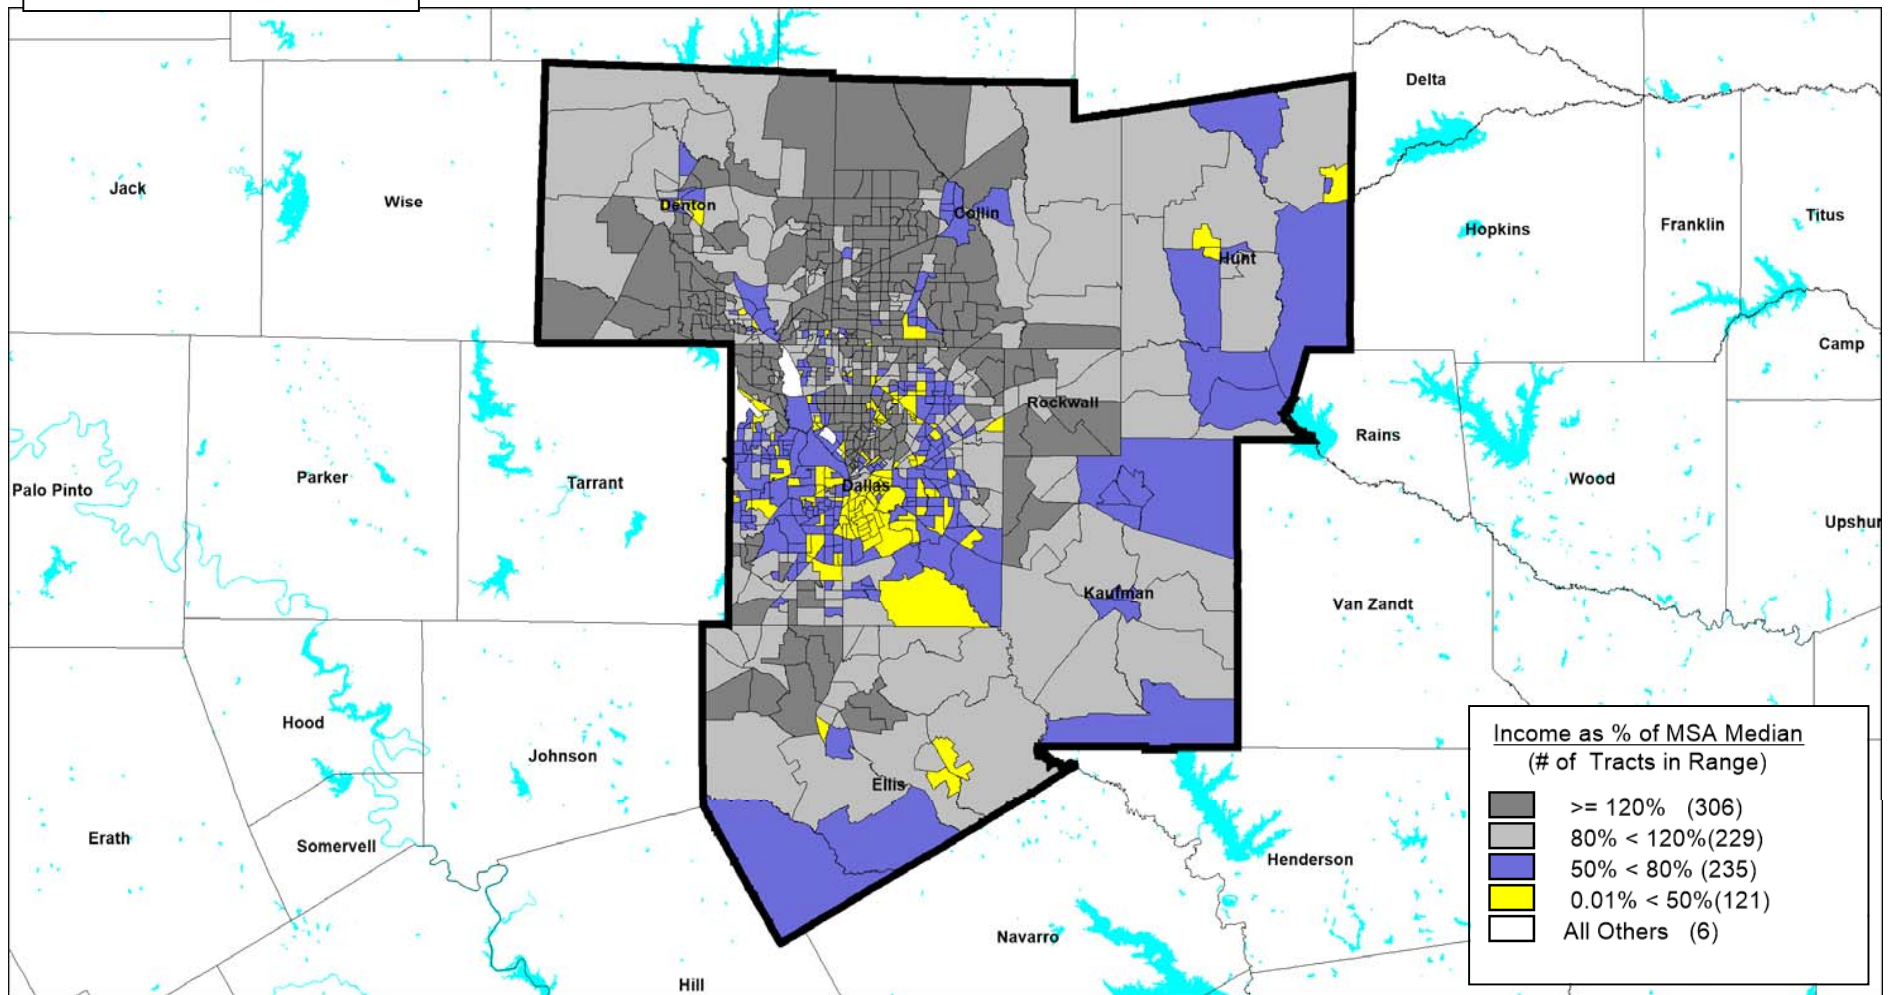 Delta
Jack
Wise
Denton
Collin
Hopkins
Franklin
Titus
Hunt
Camp
Rockwall
Rains
Palo Pinto
Parker
Tarrant
Dallas
Wood
Upshur
Kaufman
Van Zandt
Hood
Johnson
Ellis
Erath
Somervell
Henderson
Navarro
Hill
Income as % of MSA Median
(# of Tracts in Range)
>= 120% (306)
80% < 120%(229)
50% < 80% (235)
0.01% < 50%(121)
All Others (6)